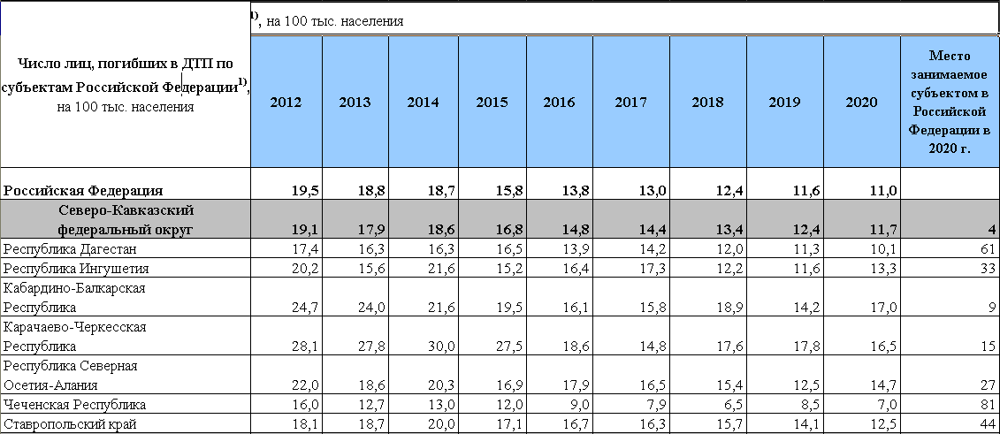 1), на 100 тыс. населения
Число лиц, погибших в ДТП по
субъектам Российской Федерации1),
на 100 тыс. населения
2012 2013 2014 2015 2016 2017 2018 2019 2020
Место
занимаемое
субъектом в
Российской
Федерации в
2020 г.
Российская Федерация 19,5 18,8 18,7 15,8 13,8 13,0 12,4 11,6 11,0
Северо-Кавказский
федеральный округ 19,1 17,9 18,6 16,8 14,8 14,4 13,4 12,4 11,7 4
Республика Дагестан 17,4 16,3 16,3 16,5 13,9 14,2 12,0 11,3 10,1 61
Республика Ингушетия 20,2 15,6 21,6 15,2 16,4 17,3 12,2 11,6 13,3 33
Кабардино-Балкарская
Республика 24,7 24,0 21,6 19,5 16,1 15,8 18,9 14,2 17,0 9
Карачаево-Черкесская
Республика 28,1 27,8 30,0 27,5 18,6 14,8 17,6 17,8 16,5 15
Республика Северная
Осетия-Алания 22,0 18,6 20,3 16,9 17,9 16,5 15,4 12,5 14,7 27
Чеченская Республика 16,0 12,7 13,0 12,0 9,0 7,9 6,5 8,5 7,0 81
Ставропольский край 18,1 18,7 20,0 17,1 16,7 16,3 15,7 14,1 12,5 44